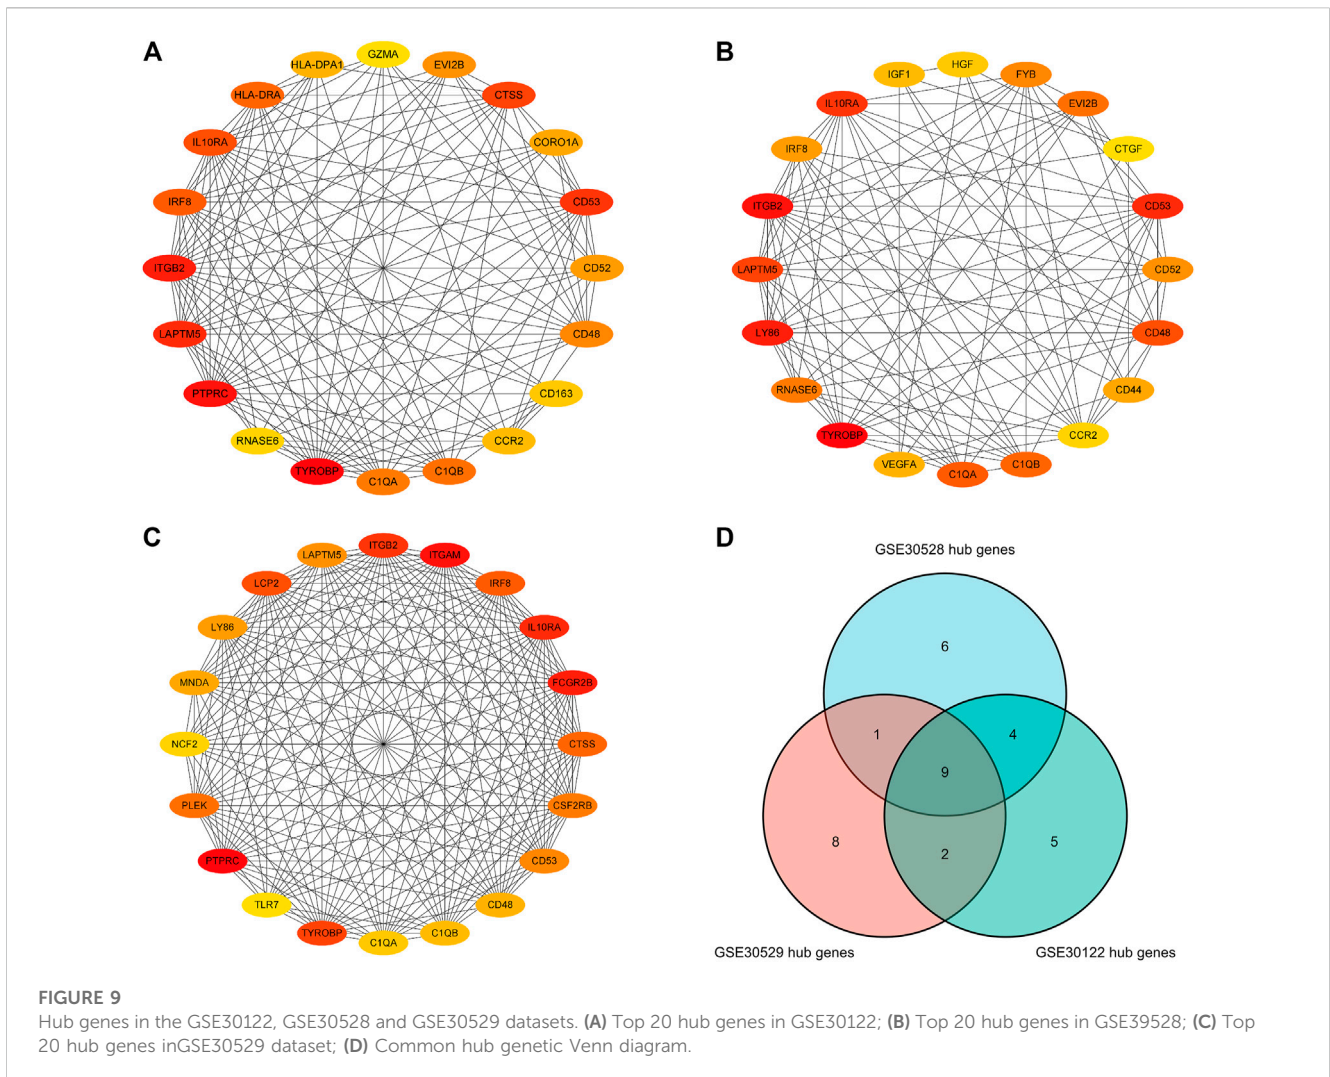 A
GZMA
HLA-DPA1
EVI2B
HLA-DRA
CTSS
IL10RA
CORO1A
IRF8
CD53
ITGB2
CD52
LAPTM5
CD48
PTPRC
CD163
RNASE6
CCR2
TYROBP
C1QB
C1QA
B
HGF
IGF1
FYB
IL10RA
EVI2B
IRF8
CTGF
ITGB2
CD53
LAPTM5
CD52
LY86
CD48
RNASE6
CD44
TYROBP
CCR2
VEGFA
C1QB
C1QA
C
ITGB2
LAPTM5
ITGAM
LCP2
IRF8
LY86
IL10RA
MNDA
FCGR2B
NCF2
CTSS
PLEK
CSF2RB
PTPRC
CD53
TLR7
CD48
TYROBP
C1QB
C1QA
D
GSE30528 hub genes
6
1
4
9
8
2
5
GSE30529 hub genes
GSE30122 hub genes
FIGURE 9
Hub genes in the GSE30122, GSE30528 and GSE30529 datasets. (A) Top 20 hub genes in GSE30122; (B) Top 20 hub genes in GSE39528; (C) Top
20 hub genes inGSE30529 dataset; (D) Common hub genetic Venn diagram.